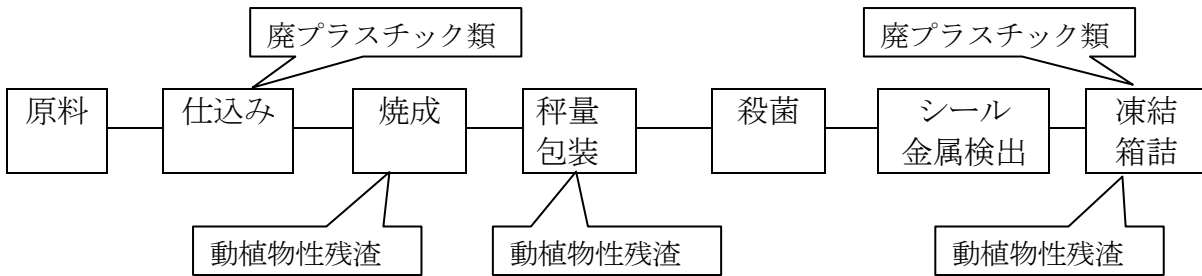 廃プラスチック類
廃プラスチック類
原料
仕込み
焼成
秤量
包装
殺菌
シール
金属検出
凍結
箱詰
動植物性残渣
動植物性残渣
動植物性残渣